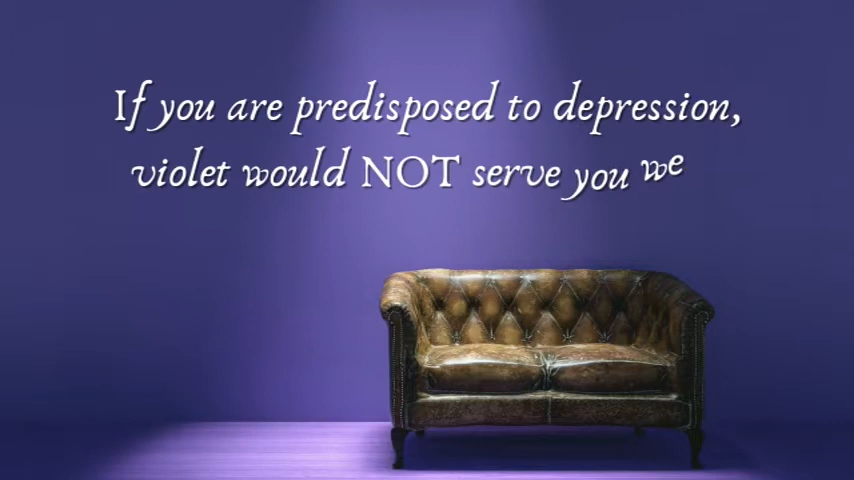 If you are predisposed to depression,
violet would NOT serve you we